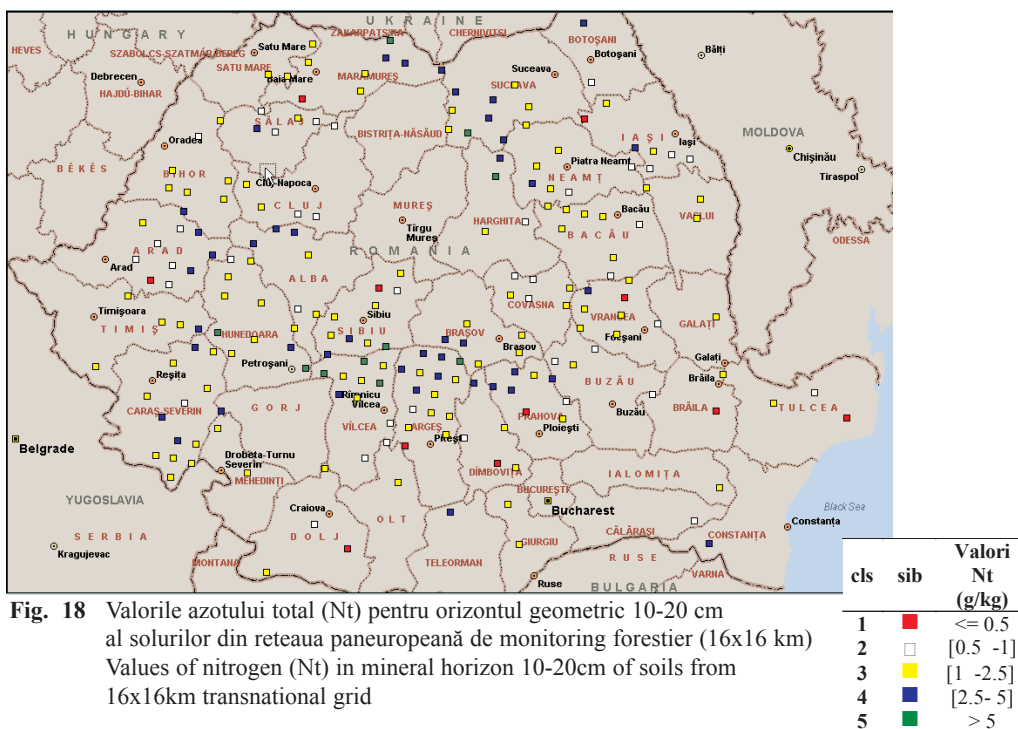 HUNGARY
UKRAINE
ZAKARPATSKA
CHERNIVITSI
HEVES
SZABOLCS-SZATMÁR-BEREG
Satu Mare
SATU MARE
BOTOŞANI
Botoşani
Bălţi
Debrecen
HAJDÚ-BIHAR
Baia Mare
MARAMUREŞ
Suceava
SUCEAVA
SĂLAJ
BISTRIŢA-NĂSĂUD
IAŞI
Iaşi
MOLDOVA
Oradea
Chişinău
BÉKÉS
BIHOR
Piatra Neamţ
NEAMŢ
Tiraspol
Cluj-Napoca
CLUJ
MUREŞ
HARGHITA
Bacău
BACĂU
VASLUI
Tirgu
Mureş
ODESSA
ARAD
Arad
ROMANIA
ALBA
COVASNA
Timişoara
TIMIŞ
HUNEDOARA
Sibiu
SIBIU
BRAŞOV
Braşov
VRANCEA
Focşani
GALAŢI
Petroşani
Galaţi
Reşiţa
Brăila
CARAŞ-SEVERIN
GORJ
Rîmnicu
Vîlcea
VÎLCEA
ARGEŞ
Piteşti
PRAHOVA
Ploieşti
BUZĂU
Buzău
BRĂILA
TULCEA
Belgrade
Drobeta-Turnu
Severin
MEHEDINŢI
DÎMBOVIŢA
IALOMIŢA
BUCUREŞTI
Bucharest
YUGOSLAVIA
Craiova
OLT
Black Sea
Constanţa
SERBIA
DOLJ
CĂLĂRAŞI
CONSTANŢA
Kragujevac
MONTANA
TELEORMAN
GIURGIU
RUSE
Ruse
VARNA
BULGARIA
Fig. 18 Valorile azotului total (Nt) pentru orizontul geometric 10-20 cm
al solurilor din reteaua paneuropeană de monitoring forestier (16x16 km)
Values of nitrogen (Nt) in mineral horizon 10-20cm of soils from
16x16km transnational grid
cls sib Valori
Nt
(g/kg)
1 <= 0.5
2 [0.5 -1]
3 [1 -2.5]
4 [2.5- 5]
5 > 5